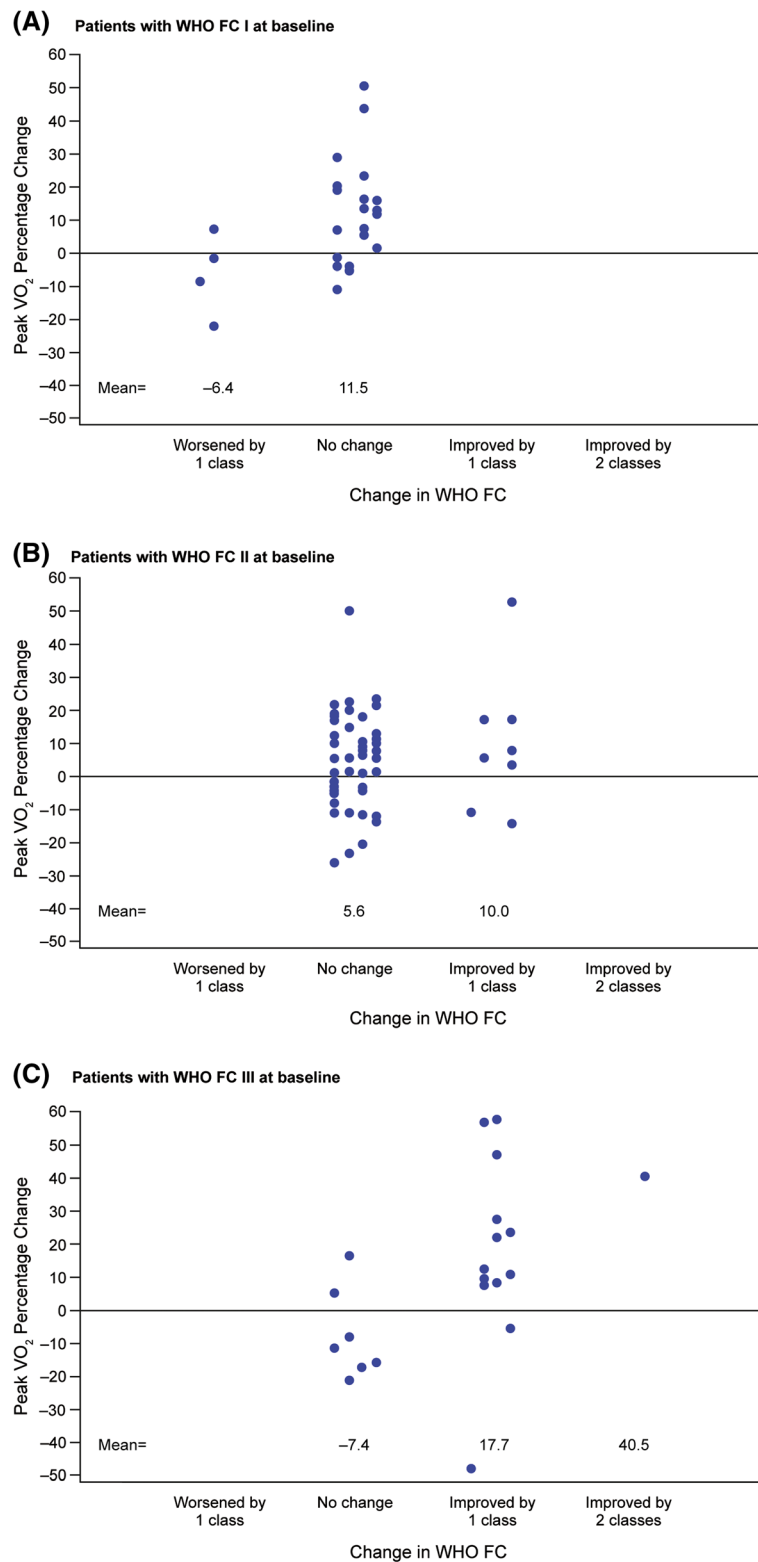 (A) Patients with WHO FC I at baseline
Peak VO2 Percentage Change
60
50
40
30
20
10
0
–10
–20
–30
–40
–50
Mean= –6.4 11.5
Worsened by
1 class
No change
Improved by
1 class
Improved by
2 classes
Change in WHO FC
(B) Patients with WHO FC II at baseline
Peak VO2 Percentage Change
60
50
40
30
20
10
0
–10
–20
–30
–40
–50
Mean= 5.6 10.0
Worsened by
1 class
No change
Improved by
1 class
Improved by
2 classes
Change in WHO FC
(C) Patients with WHO FC III at baseline
Peak VO2 Percentage Change
60
50
40
30
20
10
0
–10
–20
–30
–40
–50
Mean= –7.4 17.7 40.5
Worsened by
1 class
No change
Improved by
1 class
Improved by
2 classes
Change in WHO FC